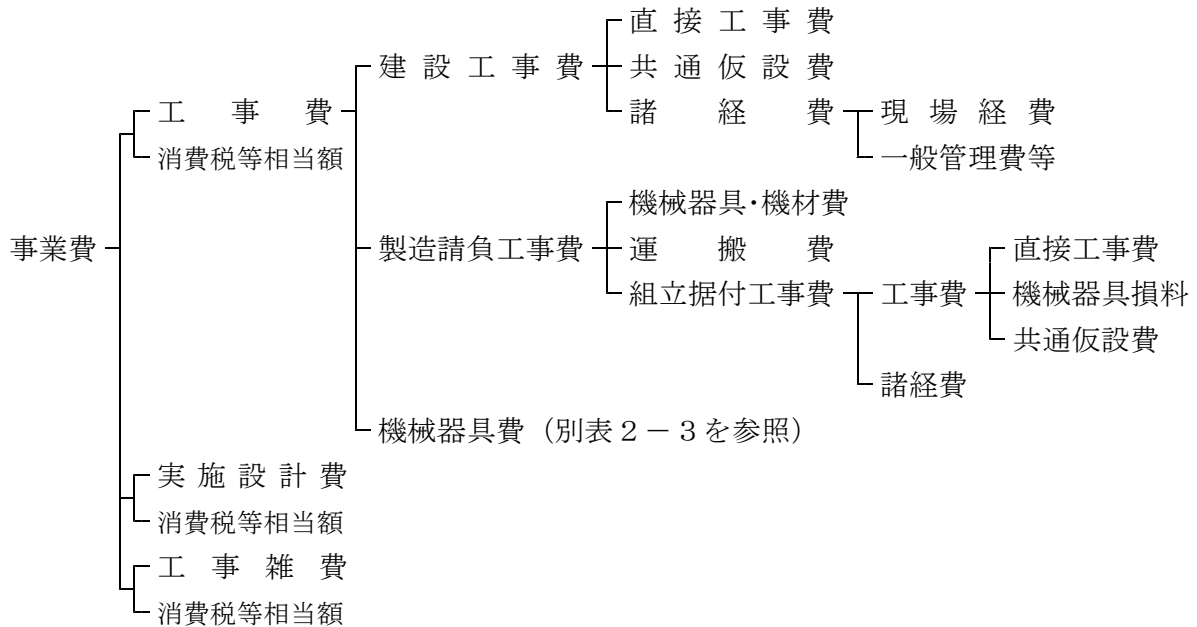 直接工事費
建設工事費 共通仮設費
工事費 諸経費 現場経費
消費税等相当額 一般管理費等
機械器具・機材費
事業費 製造請負工事費 運搬費 直接工事費
組立据付工事費 工事費 機械器具損料
共通仮設費
諸経費
機械器具費（別表２－３を参照）
実施設計費
消費税等相当額
工事雑費
消費税等相当額